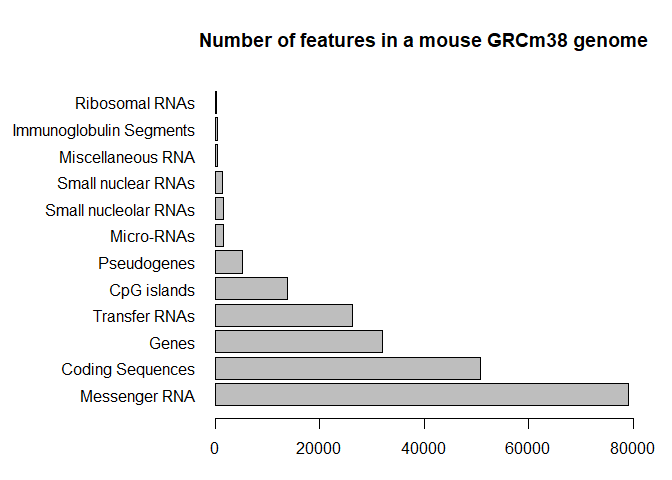 Number of features in a mouse GRCm38 genome
Ribosomal RNAs
Immunoglobulin Segments
Miscellaneous RNA
Small nuclear RNAs
Small nucleolar RNAs
Micro-RNAs
Pseudogenes
CpG islands
Transfer RNAs
Genes
Coding Sequences
Messenger RNA
0 20000 40000 60000 80000